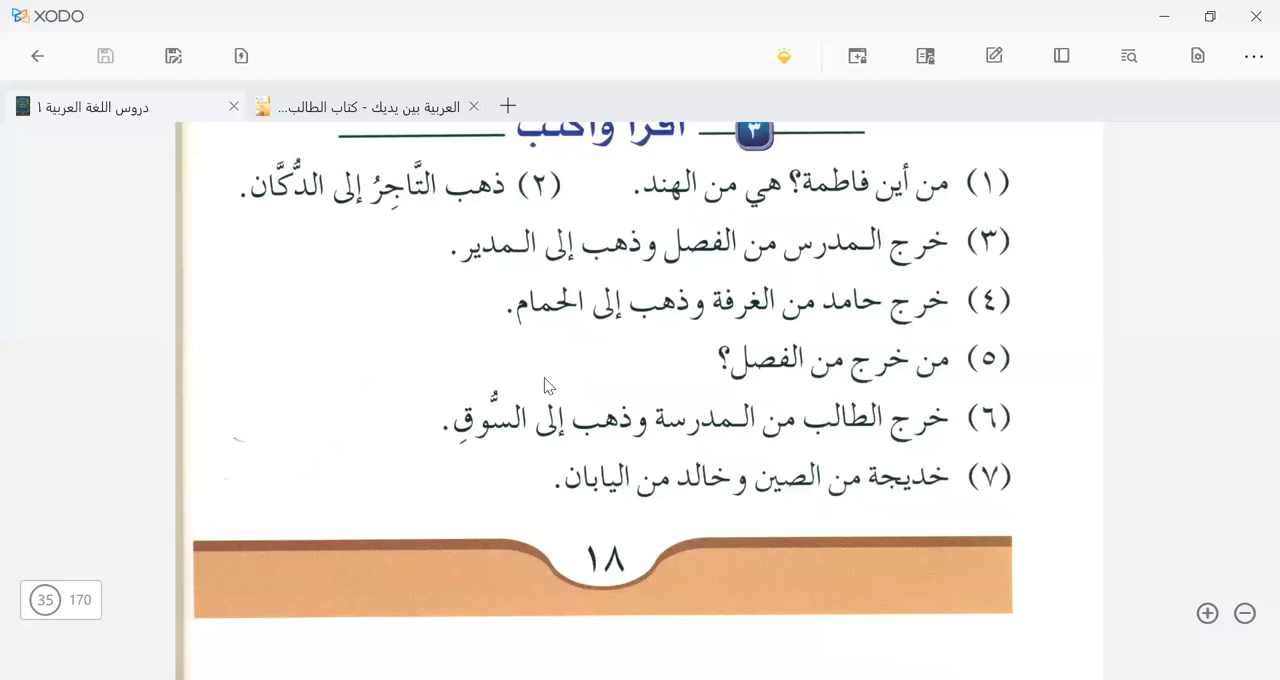 XODO
دروس اللغة العربية ١
العربية بين يديك - كتاب الطالب...
٣ اقرأ واكتب
(١) من أين فاطمة؟ هي من الهند. (٢) ذهب التَّاجِرُ إلى الدُّكَّان.
(٣) خرج المدرس من الفصل وذهب إلى المدير.
(٤) خرج حامد من الغرفة وذهب إلى الحمام.
(٥) من خرج من الفصل؟
(٦) خرج الطالب من المدرسة وذهب إلى السُّوقِ.
(٧) خديجة من الصين وخالد من اليابان.
١٨
35 170